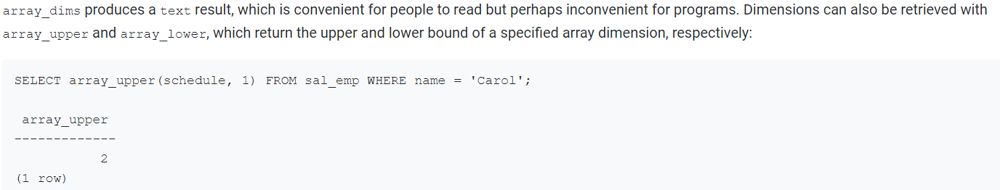 array_dims produces a text result, which is convenient for people to read but perhaps inconvenient for programs. Dimensions can also be retrieved with
array_upper and array_lower, which return the upper and lower bound of a specified array dimension, respectively:
SELECT array_upper(schedule, 1) FROM sal_emp WHERE name = 'Carol';
array_upper
-------------
2
(1 row)